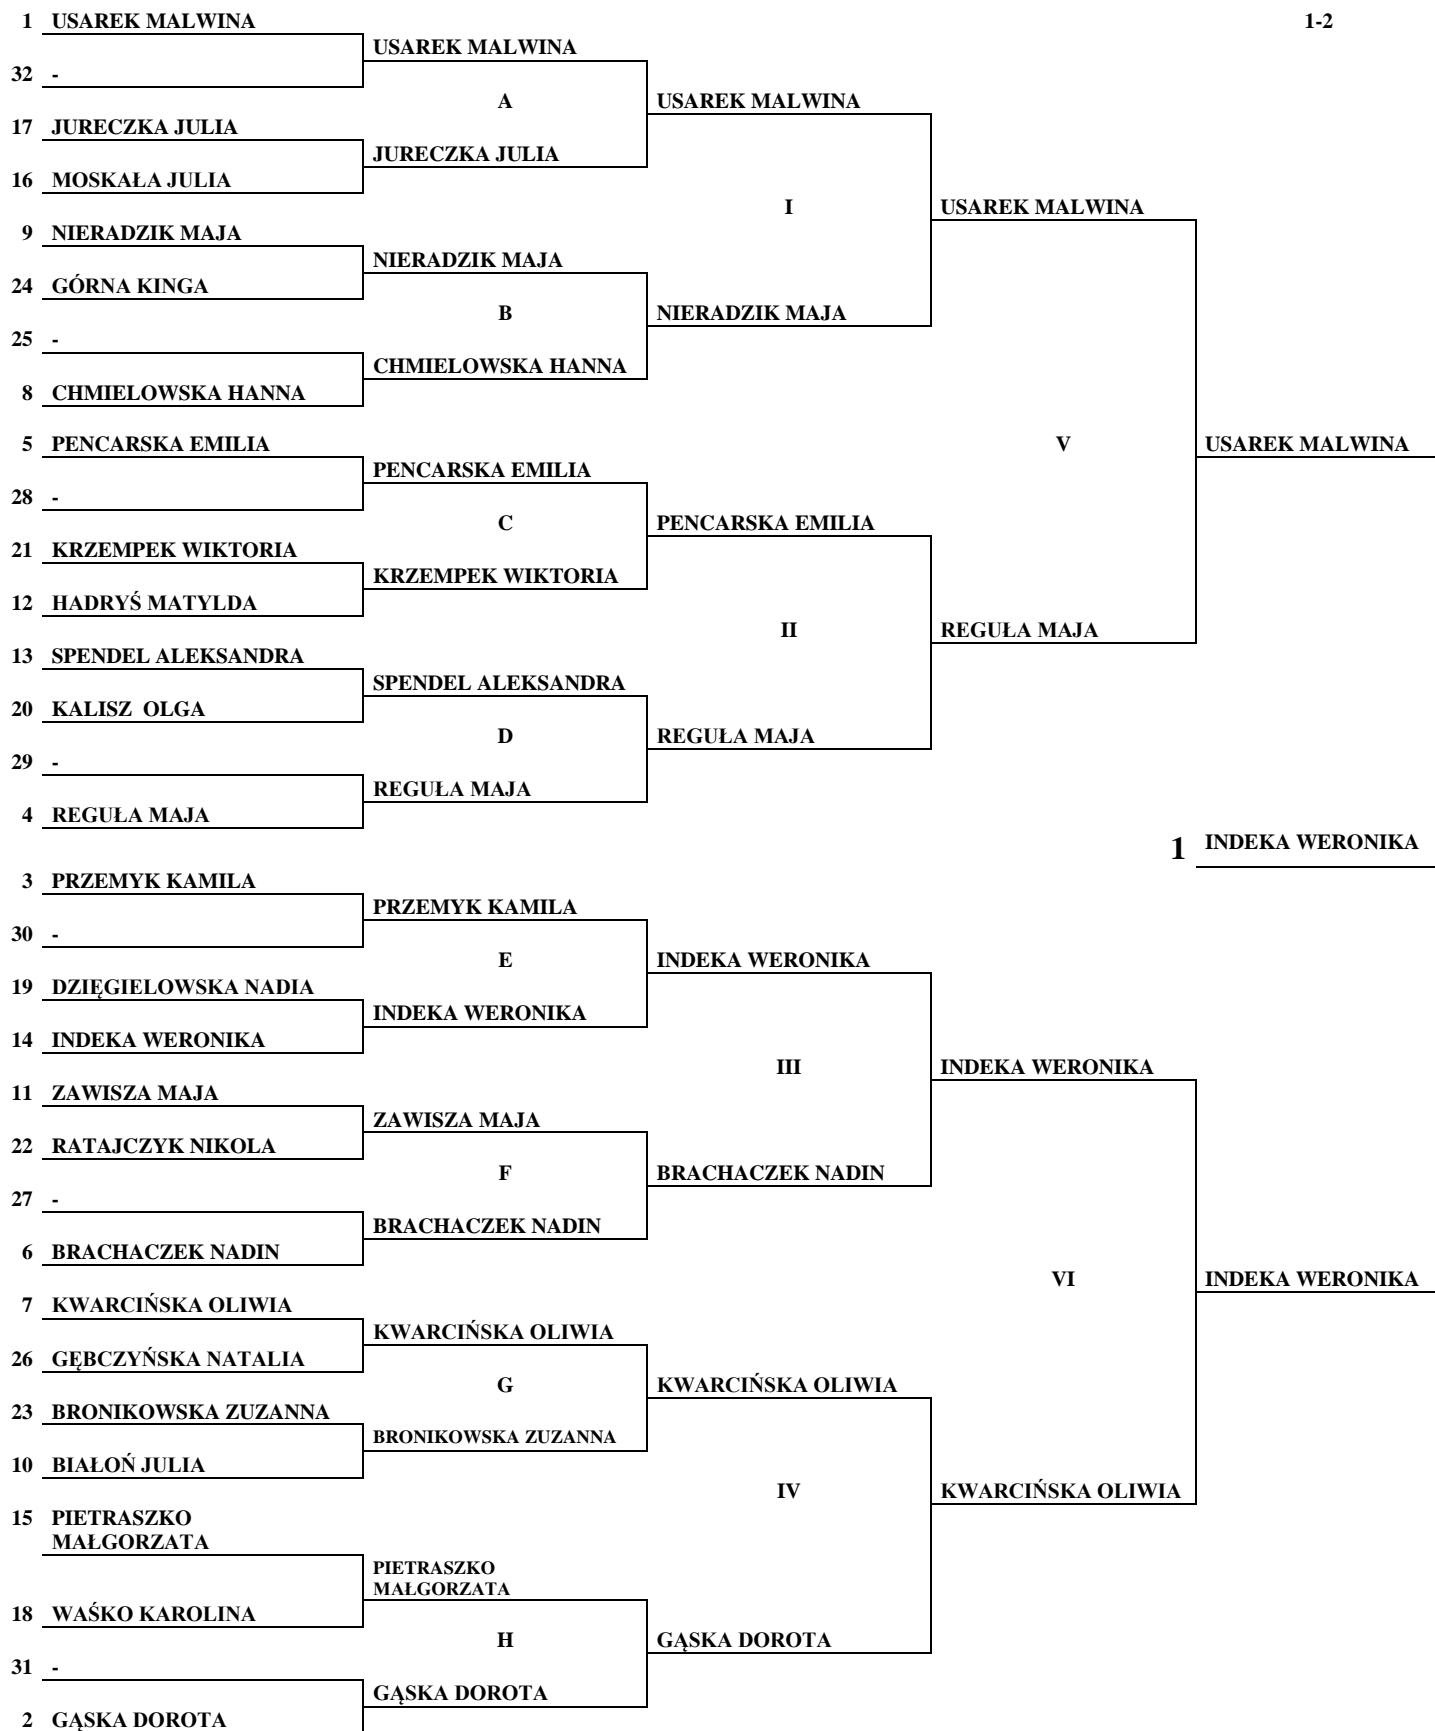 1 USAREK MALWINA
1-2
USAREK MALWINA
32 -
A
USAREK MALWINA
17 JURECZKA JULIA
JURECZKA JULIA
16 MOSKAŁA JULIA
I
USAREK MALWINA
9 NIERADZIK MAJA
NIERADZIK MAJA
24 GÓRNA KINGA
B
NIERADZIK MAJA
25 -
CHMIELOWSKA HANNA
8 CHMIELOWSKA HANNA
5 PENCARSKA EMILIA
V
USAREK MALWINA
PENCARSKA EMILIA
28 -
C
PENCARSKA EMILIA
21 KRZEMPEK WIKTORIA
KRZEMPEK WIKTORIA
12 HADRYŚ MATYLDA
II
REGUŁA MAJA
13 SPENDEL ALEKSANDRA
SPENDEL ALEKSANDRA
20 KALISZ OLGA
D
REGUŁA MAJA
29 -
REGUŁA MAJA
4 REGUŁA MAJA
1 INDEKA WERONIKA
3 PRZEMYK KAMILA
PRZEMYK KAMILA
30 -
E
INDEKA WERONIKA
19 DZIĘGIELOWSKA NADIA
INDEKA WERONIKA
14 INDEKA WERONIKA
III
INDEKA WERONIKA
11 ZAWISZA MAJA
ZAWISZA MAJA
22 RATAJCZYK NIKOLA
F
BRACHACZEK NADIN
27 -
BRACHACZEK NADIN
6 BRACHACZEK NADIN
VI
INDEKA WERONIKA
7 KWARCIŃSKA OLIWIA
KWARCIŃSKA OLIWIA
26 GĘBCZYŃSKA NATALIA
G
KWARCIŃSKA OLIWIA
23 BRONIKOWSKA ZUZANNA
BRONIKOWSKA ZUZANNA
10 BIAŁOŃ JULIA
IV
KWARCIŃSKA OLIWIA
15 PIETRASZKO
MAŁGORZATA
PIETRASZKO
MAŁGORZATA
18 WAŚKO KAROLINA
H
GĄSKA DOROTA
31 -
GĄSKA DOROTA
2 GĄSKA DOROTA